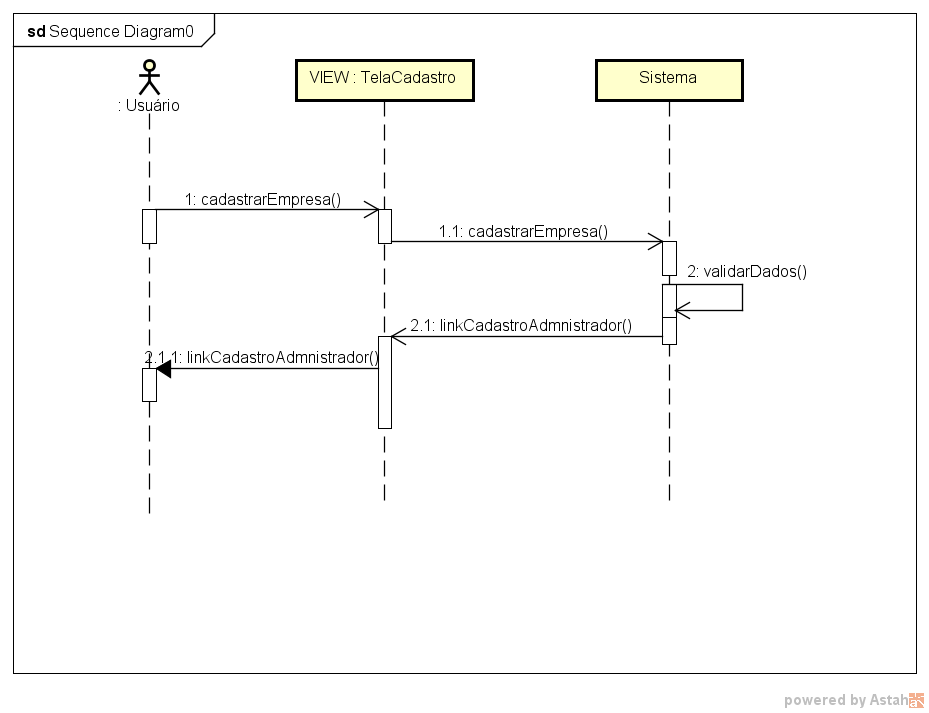 sd Sequence Diagram0
: Usuário
VIEW : TelaCadastro
Sistema
1: cadastrarEmpresa()
1.1: cadastrarEmpresa()
2: validarDados()
2.1: linkCadastroAdmnistrador()
2.1.1: linkCadastroAdmnistrador()
powered by Astah